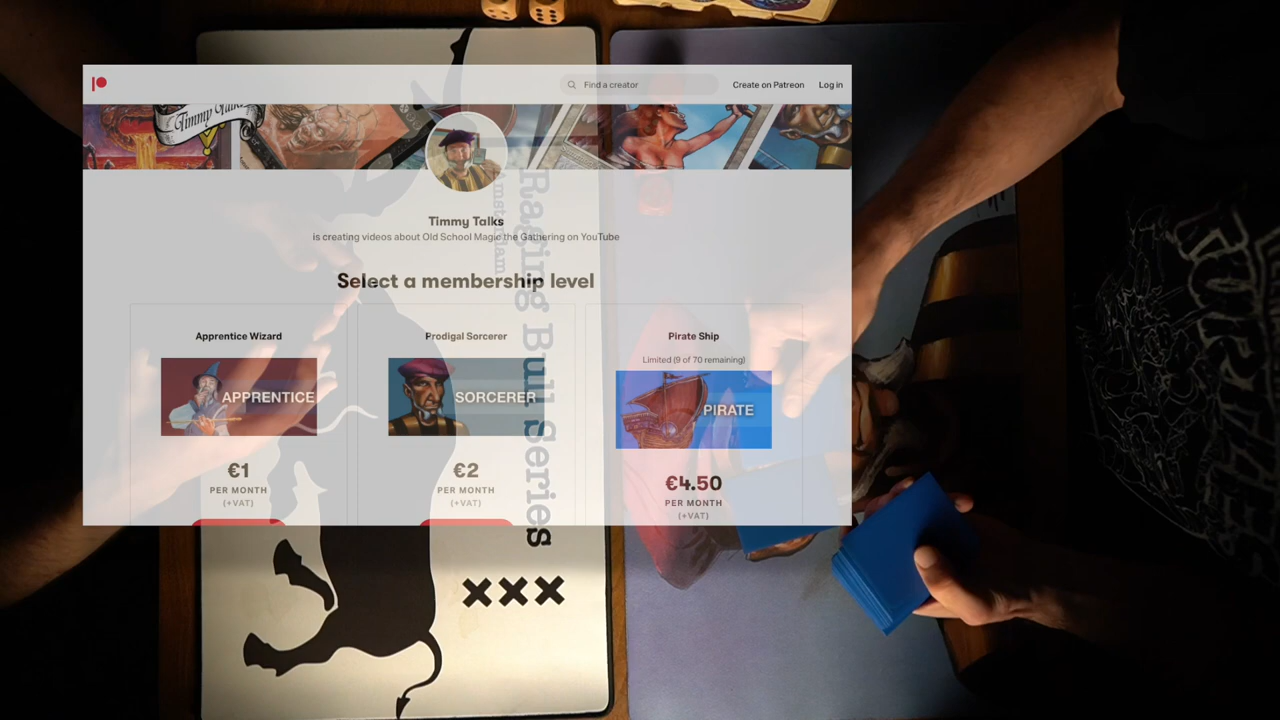 Find a creator
Create on Patreon
Log in
Timmy Talks
Timmy Talks
is creating videos about Old School Magic the Gathering on YouTube
Select a membership level
Apprentice Wizard
APPRENTICE
€1
PER MONTH
(+VAT)
Prodigal Sorcerer
SORCERER
€2
PER MONTH
(+VAT)
Pirate Ship
Limited (9 of 70 remaining)
PIRATE
€4.50
PER MONTH
(+VAT)
Raging Bull Series
Amsterdam
XXX